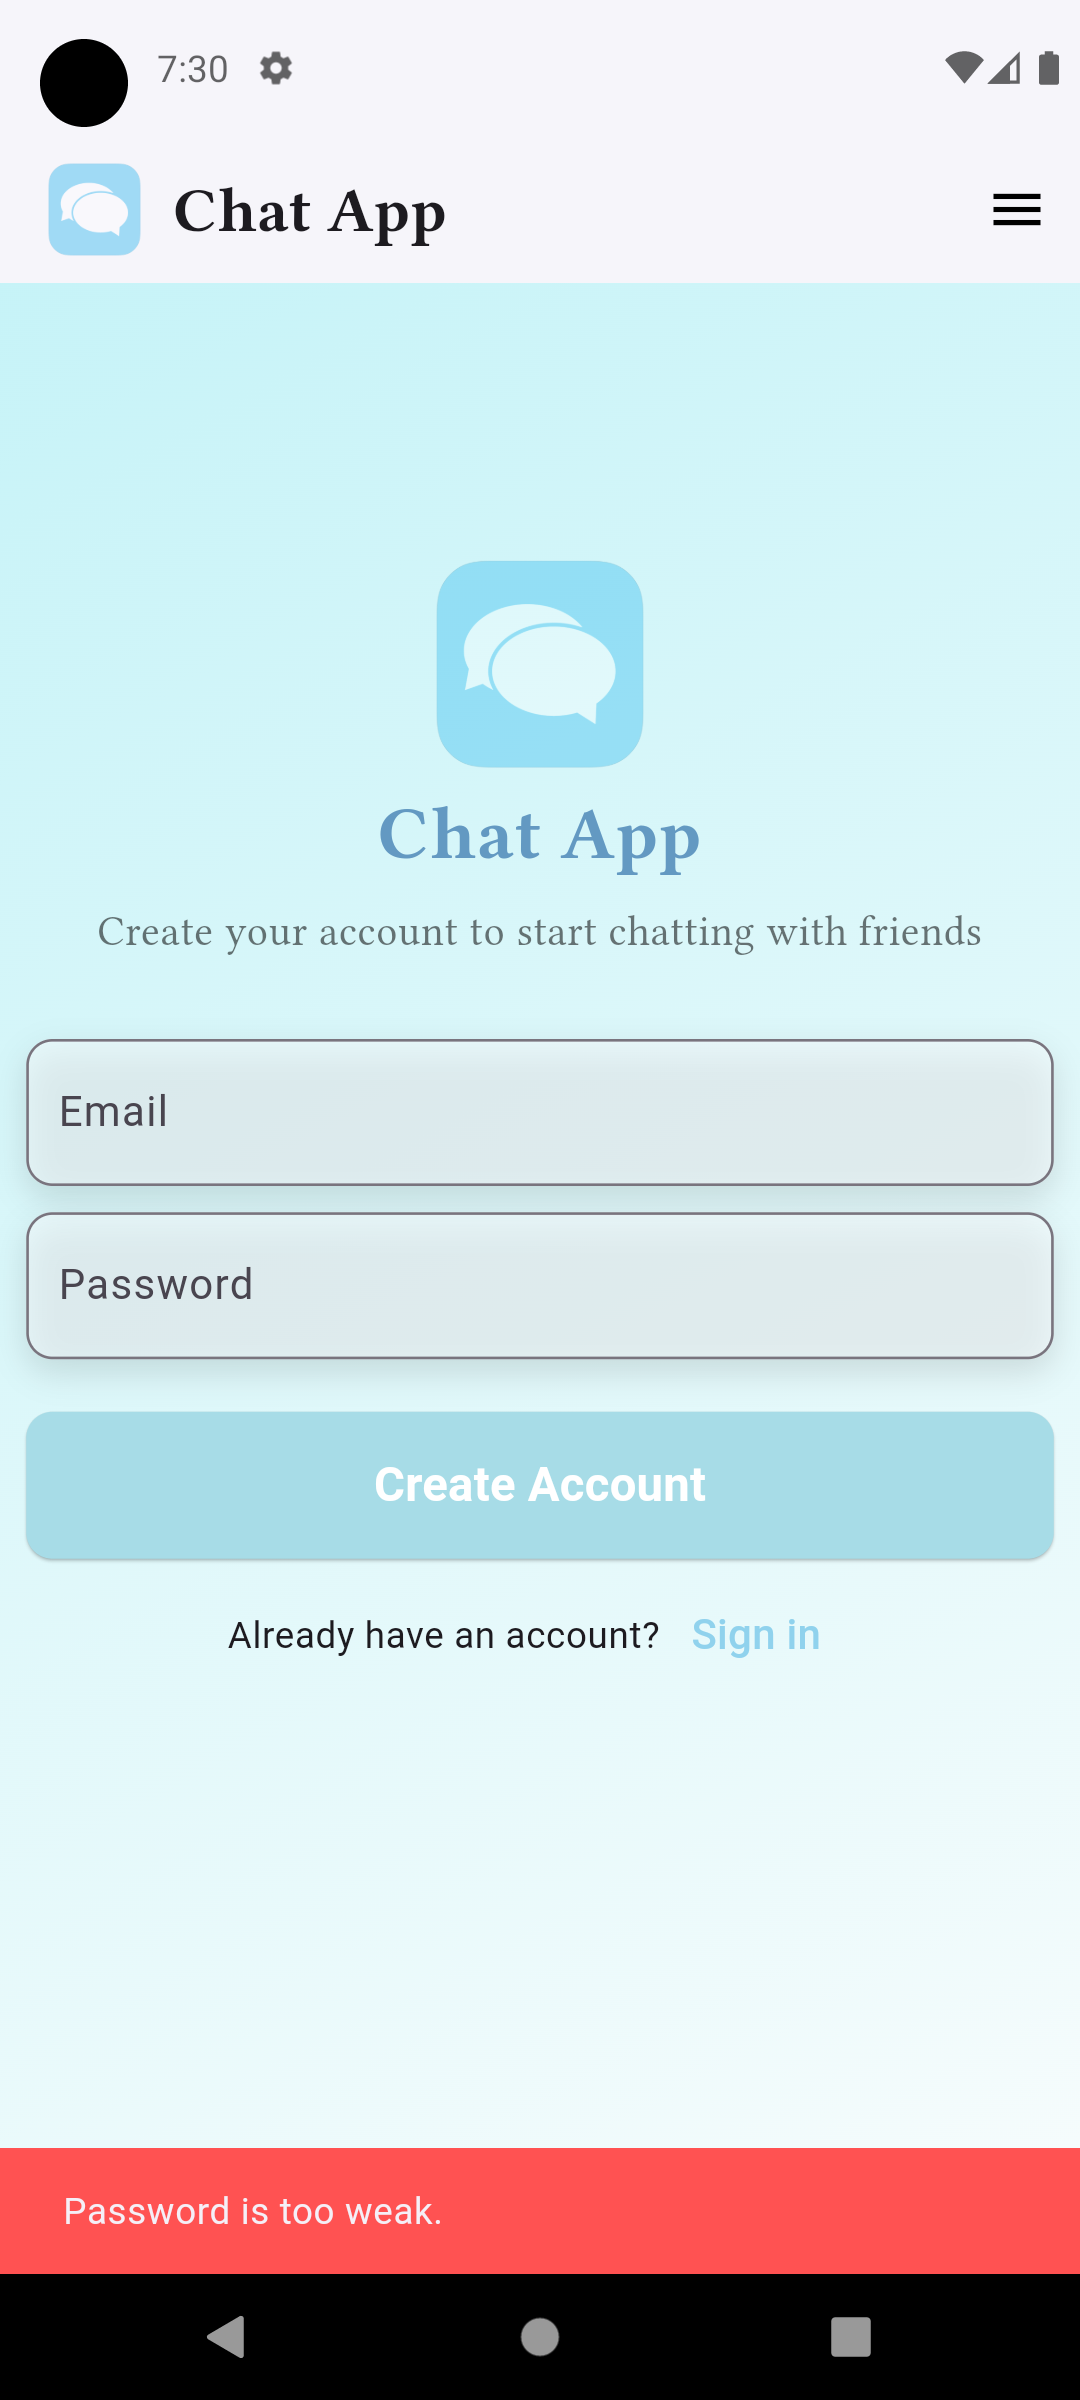 7:30
Chat App
Chat App
Create your account to start chatting with friends
Email
Password
Create Account
Already have an account? Sign in
Password is too weak.